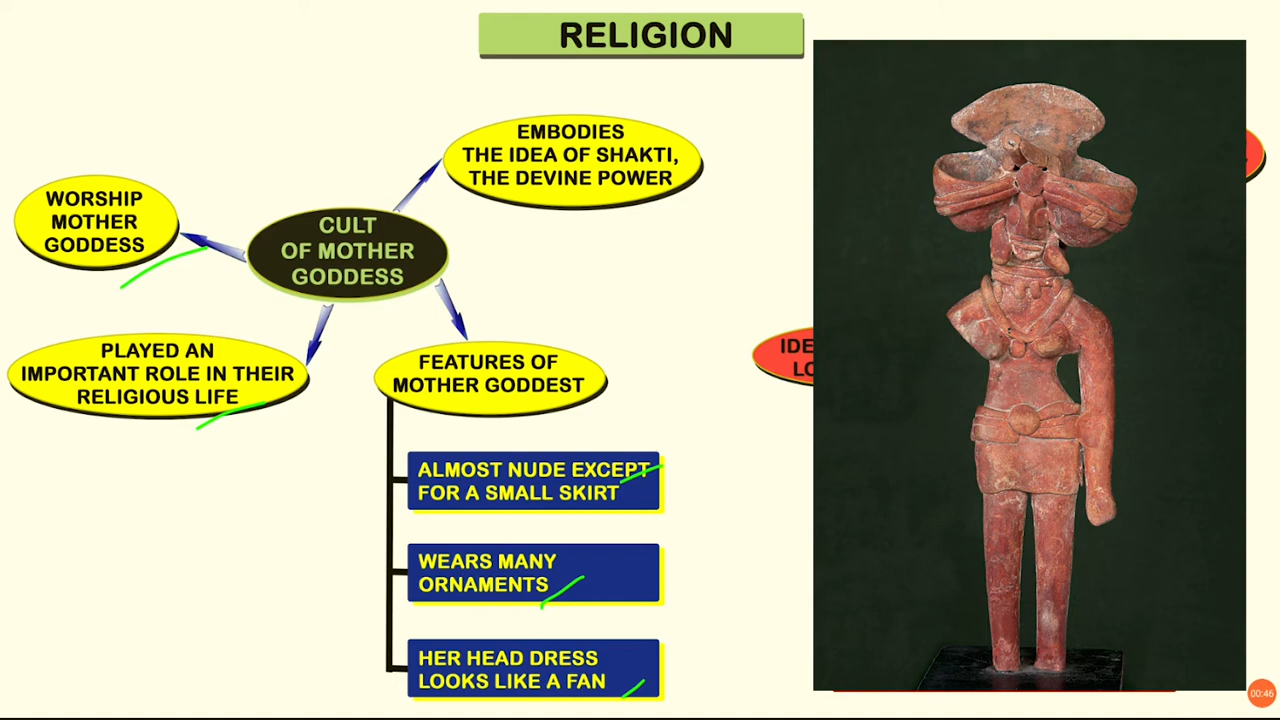 RELIGION
EMBODIES
THE IDEA OF SHAKTI,
THE DEVINE POWER
WORSHIP
MOTHER
GODDESS
CULT
OF MOTHER
GODDESS
PLAYED AN
IMPORTANT ROLE IN THEIR
RELIGIOUS LIFE
FEATURES OF
MOTHER GODDEST
ALMOST NUDE EXCEPT
FOR A SMALL SKIRT
WEARS MANY
ORNAMENTS
HER HEAD DRESS
LOOKS LIKE A FAN
00:46